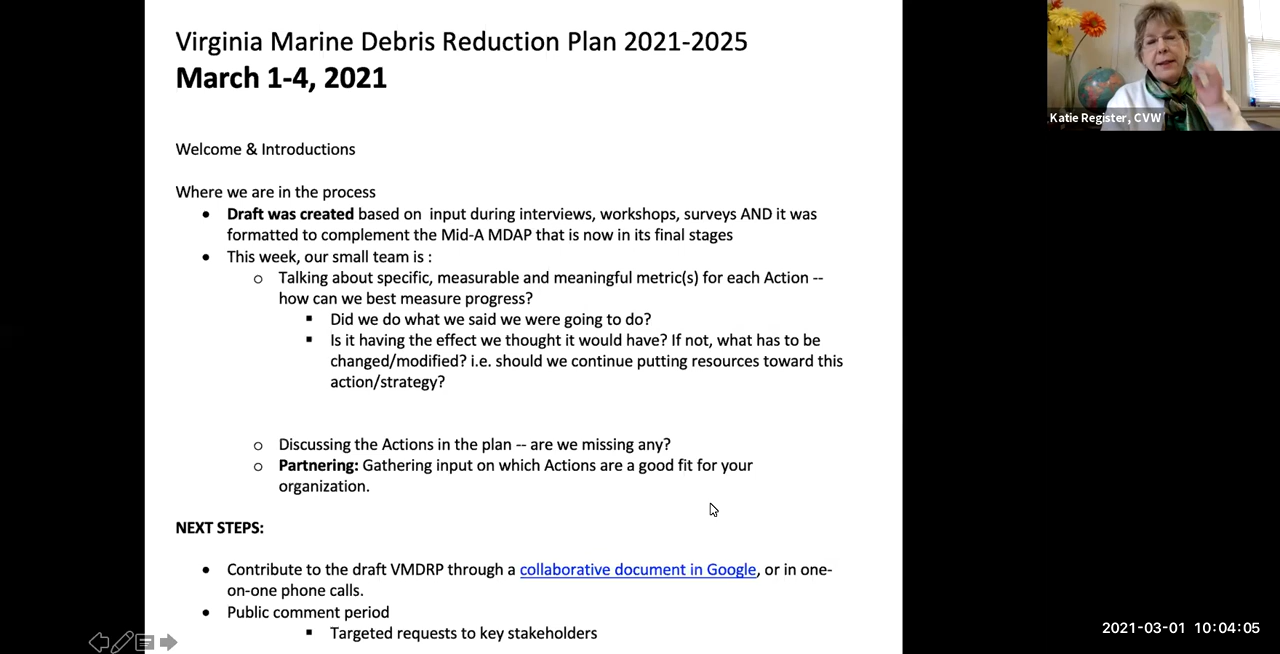 Virginia Marine Debris Reduction Plan 2021-2025
March 1-4, 2021
Katie Register, CVW
Welcome & Introductions
Where we are in the process
• Draft was created based on  input during interviews, workshops, surveys AND it was
formatted to complement the Mid-A MDAP that is now in its final stages
• This week, our small team is :
o Talking about specific, measurable and meaningful metric(s) for each Action --
how can we best measure progress?
▪ Did we do what we said we were going to do?
▪ Is it having the effect we thought it would have? If not, what has to be
changed/modified? i.e. should we continue putting resources toward this
action/strategy?
o Discussing the Actions in the plan -- are we missing any?
o Partnering: Gathering input on which Actions are a good fit for your
organization.
NEXT STEPS:
• Contribute to the draft VMDRP through a collaborative document in Google, or in one-
on-one phone calls.
• Public comment period
▪ Targeted requests to key stakeholders
2021-03-01 10:04:05